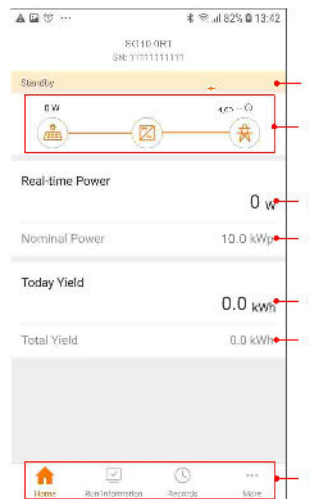 82% 13:42
SG10.0RT
SN: 11111111111
Standby
0 W
Real-time Power
0 W
Nominal Power
10.0 kWp
Today Yield
0.0 kWh
Total Yield
0.0 kWh
Home
Run Information
Records
More